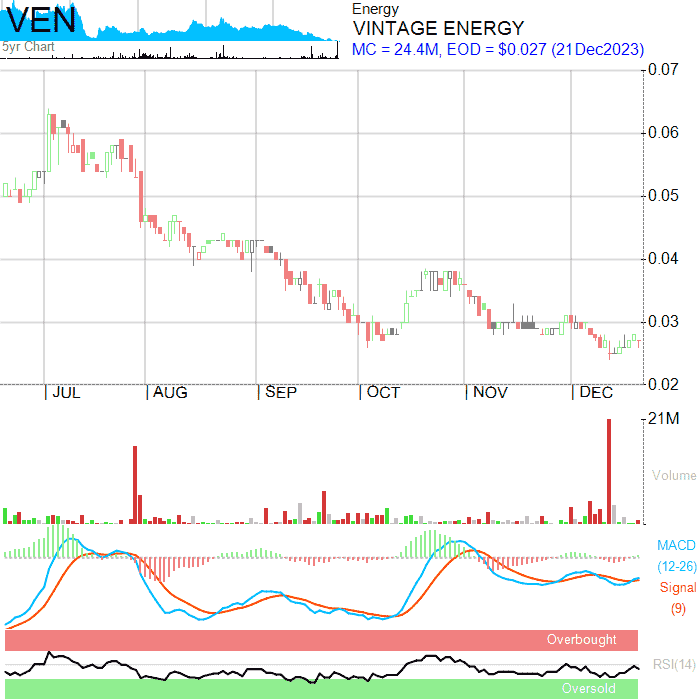 VEN
5yr Chart
Energy
VINTAGE ENERGY
MC = 24.4M, EOD = $0.027 (21Dec2023)
0.07
0.06
0.05
0.04
0.03
0.02
JUL AUG SEP OCT NOV DEC
21M
Volume
MACD
(12-26)
Signal
(9)
Overbought
RSI(14)
Oversold